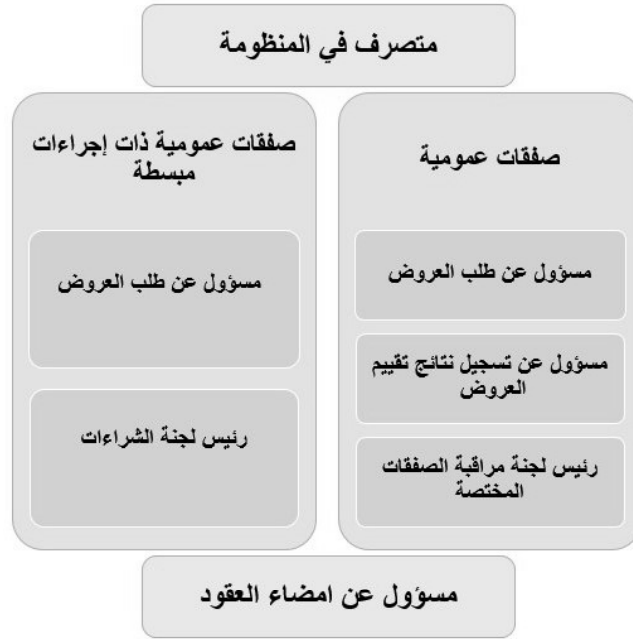 متصرف في المنظومة
صفقات عمومية
مسؤول عن طلب العروض
مسؤول عن تسجيل نتائج تقييم
العروض
رئيس لجنة مراقبة الصفقات
المختصة
صفقات عمومية ذات إجراءات
مبسطة
مسؤول عن طلب العروض
رئيس لجنة الشراءات
مسؤول عن امضاء العقود